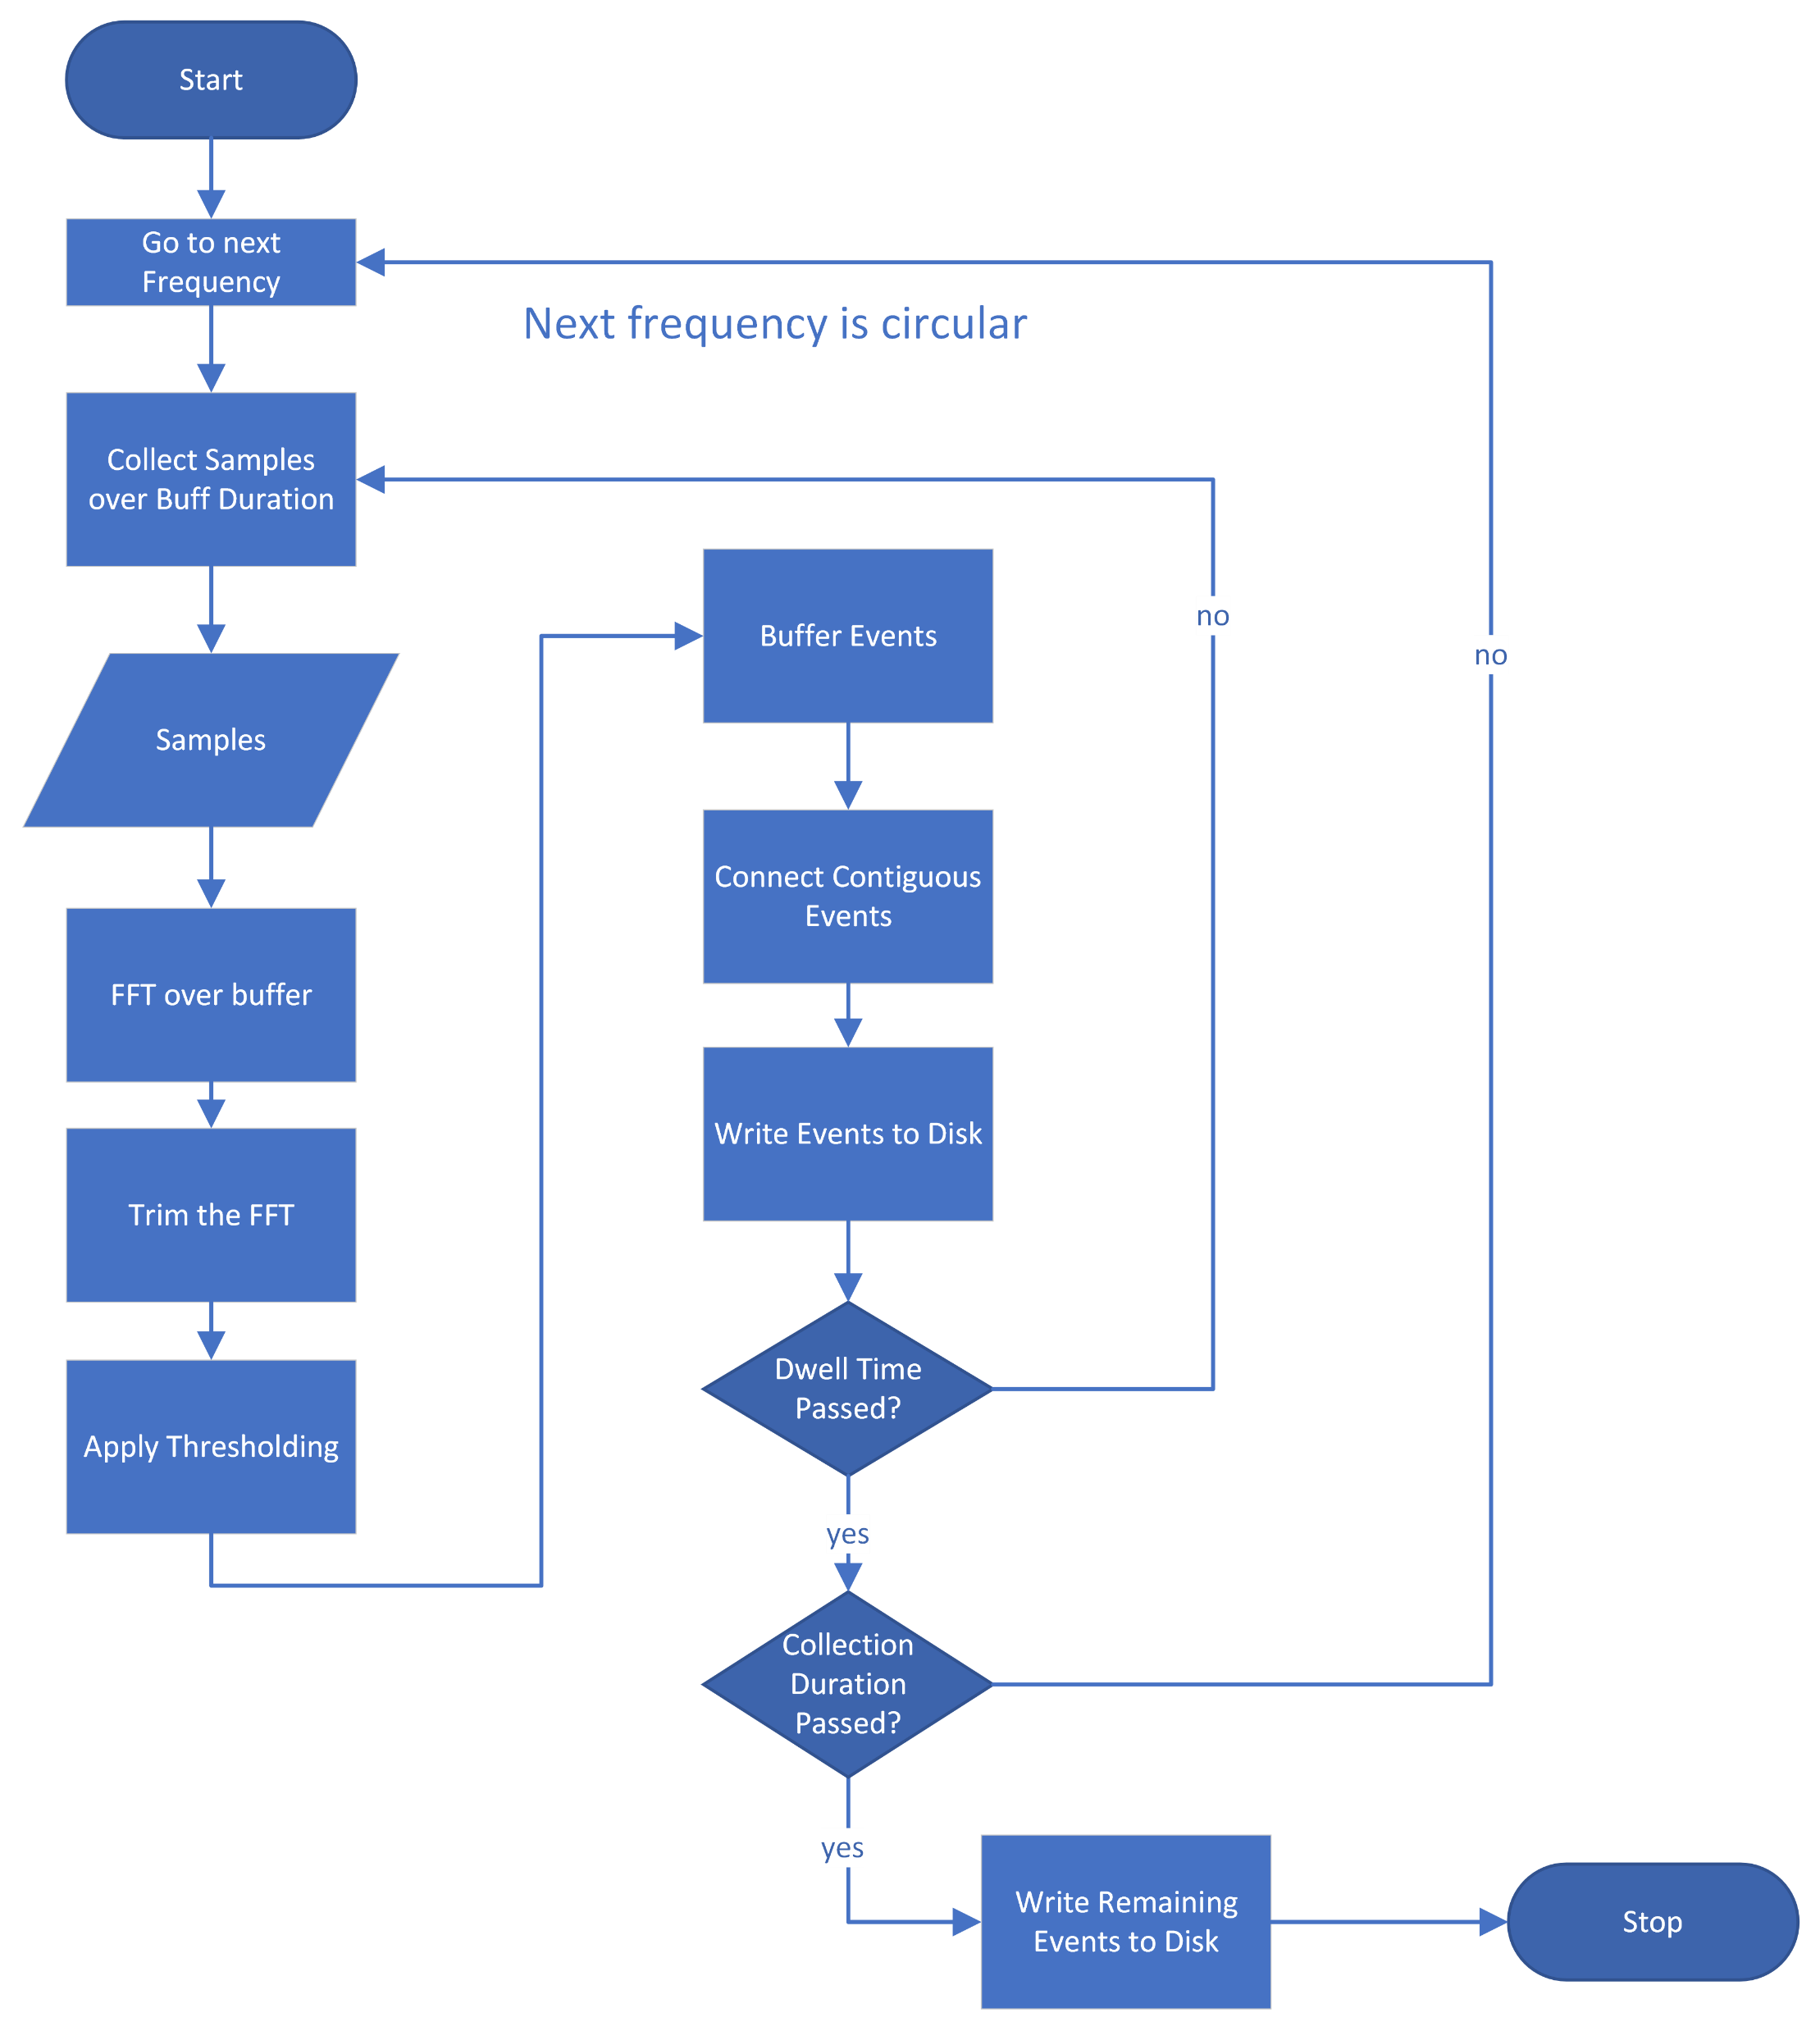 Start
Go to next
Frequency
Next frequency is circular
Collect Samples
over Buff Duration
Samples
FFT over buffer
Trim the FFT
Apply Thresholding
Buffer Events
Connect Contiguous
Events
Write Events to Disk
Dwell Time
Passed?
no
yes
Collection
Duration
Passed?
no
yes
Write Remaining
Events to Disk
Stop